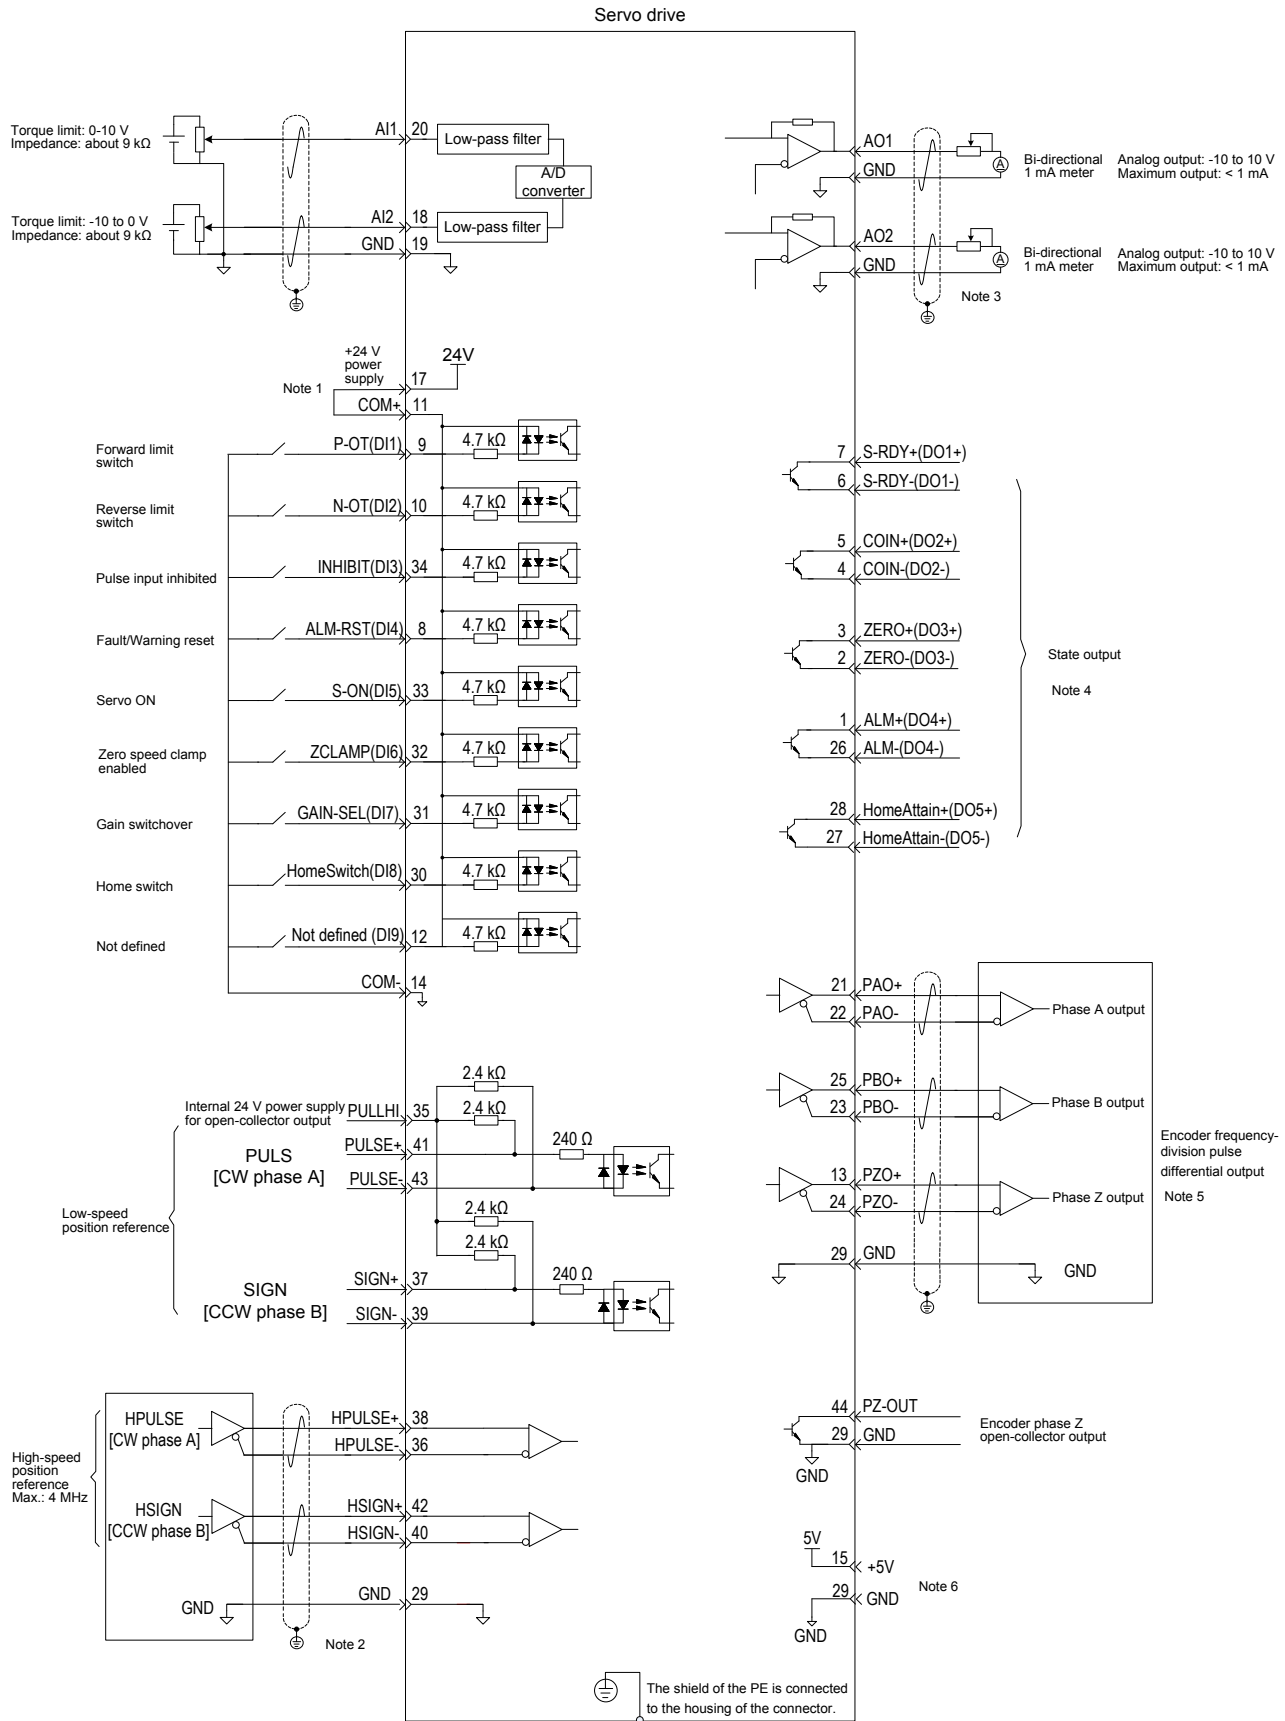 Servo drive
Torque limit: 0-10 V
Impedance: about 9 kΩ
AI1
20
Low-pass filter
A/D
converter
Torque limit: -10 to 0 V
Impedance: about 9 kΩ
AI2
18
Low-pass filter
GND
19
AO1
GND
A
Bi-directional
1 mA meter
Analog output: -10 to 10 V
Maximum output: < 1 mA
AO2
GND
A
Bi-directional
1 mA meter
Analog output: -10 to 10 V
Maximum output: < 1 mA
Note 3
+24 V
power
supply
17
24V
Note 1
COM+
11
Forward limit
switch
P-OT(DI1)
9
4.7 kΩ
Reverse limit
switch
N-OT(DI2)
10
4.7 kΩ
Pulse input inhibited
INHIBIT(DI3)
34
4.7 kΩ
Fault/Warning reset
ALM-RST(DI4)
8
4.7 kΩ
Servo ON
S-ON(DI5)
33
4.7 kΩ
Zero speed clamp
enabled
ZCLAMP(DI6)
32
4.7 kΩ
Gain switchover
GAIN-SEL(DI7)
31
4.7 kΩ
Home switch
HomeSwitch(DI8)
30
4.7 kΩ
Not defined
Not defined (DI9)
12
4.7 kΩ
COM-
14
7
S-RDY+(DO1+)
6
S-RDY-(DO1-)
5
COIN+(DO2+)
4
COIN-(DO2-)
3
ZERO+(DO3+)
2
ZERO-(DO3-)
1
ALM+(DO4+)
26
ALM-(DO4-)
28
HomeAttain+(DO5+)
27
HomeAttain-(DO5-)
State output
Note 4
21
PAO+
22
PAO-
Phase A output
25
PBO+
23
PBO-
Phase B output
13
PZO+
24
PZO-
Phase Z output
29
GND
GND
Encoder frequency-
division pulse
differential output
Note 5
2.4 kΩ
Internal 24 V power supply
for open-collector output
PULLHI
35
2.4 kΩ
PULS
[CW phase A]
PULSE+
41
240 Ω
PULSE-
43
Low-speed
position reference
2.4 kΩ
2.4 kΩ
SIGN
[CCW phase B]
SIGN+
37
240 Ω
SIGN-
39
High-speed
position
reference
Max.: 4 MHz
HPULSE
[CW phase A]
HPULSE+
38
HPULSE-
36
HSIGN
[CCW phase B]
HSIGN+
42
HSIGN-
40
GND
GND
29
Note 2
44
PZ-OUT
29
GND
GND
Encoder phase Z
open-collector output
5V
15
+5V
29
GND
GND
Note 6
The shield of the PE is connected
to the housing of the connector.